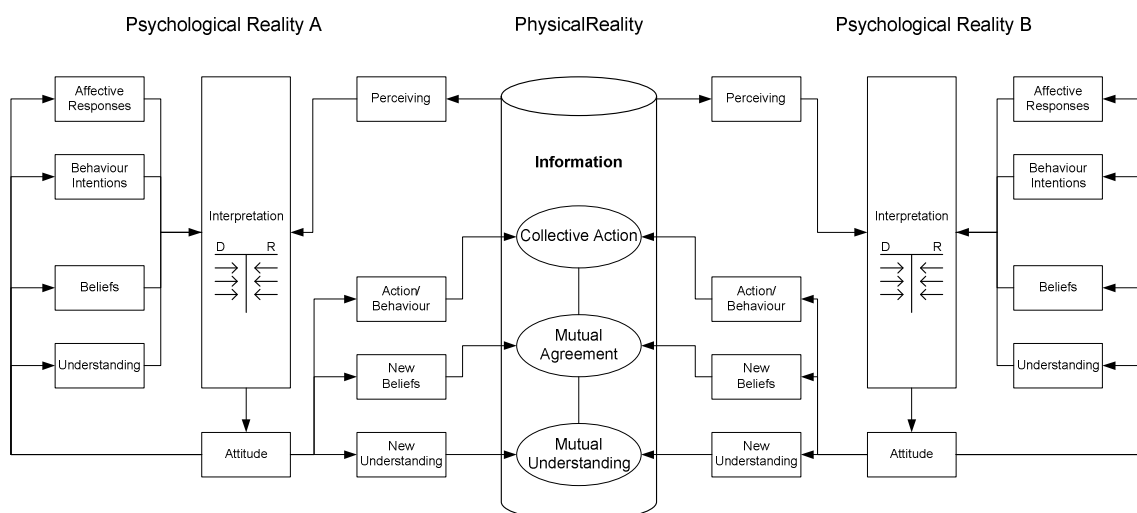 Psychological Reality A
PhysicalReality
Psychological Reality B
Affective
Responses
Behaviour
Intentions
Beliefs
Understanding
Interpretation
D R
Attitude
Perceiving
Action/
Behaviour
New
Beliefs
New
Understanding
Information
Collective Action
Mutual
Agreement
Mutual
Understanding
Perceiving
Action/
Behaviour
New
Beliefs
New
Understanding
Interpretation
D R
Attitude
Affective
Responses
Behaviour
Intentions
Beliefs
Understanding